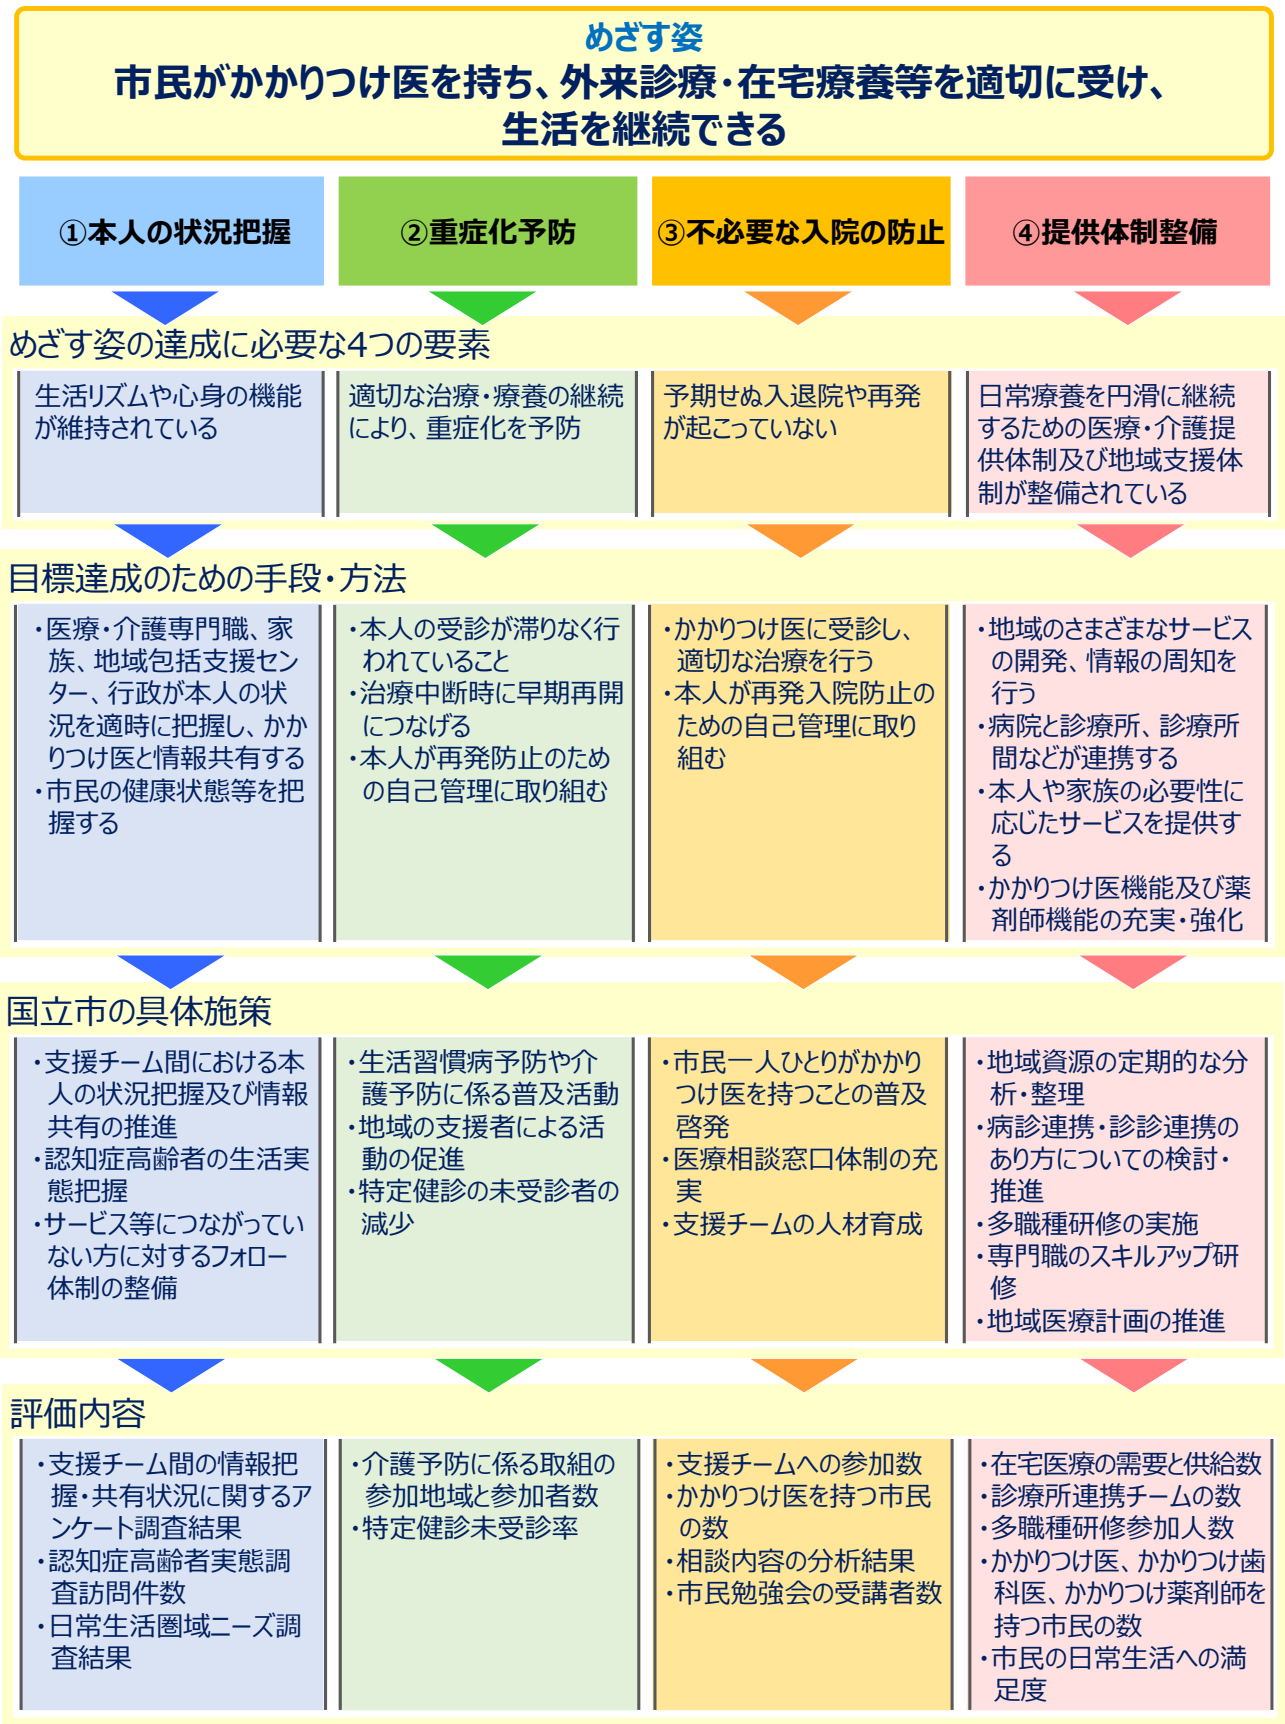 めざす姿
市民がかかりつけ医を持ち、外来診療・在宅療養等を適切に受け、
生活を継続できる
①本人の状況把握
②重症化予防
③不必要な入院の防止
④提供体制整備
めざす姿の達成に必要な4つの要素
生活リズムや心身の機能
が維持されている
適切な治療・療養の継続
により、重症化を予防
予期せぬ入退院や再発
が起こっていない
日常療養を円滑に継続
するための医療・介護提
供体制及び地域支援体
制が整備されている
目標達成のための手段・方法
・医療・介護専門職、家
族、地域包括支援セン
ター、行政が本人の状
況を適時に把握し、かか
りつけ医と情報共有する
・市民の健康状態等を把
握する
・本人の受診が滞りなく行
われていること
・治療中断時に早期再開
につなげる
・本人が再発防止のため
の自己管理に取り組む
・かかりつけ医に受診し、
適切な治療を行う
・本人が再発入院防止の
ための自己管理に取り
組む
・地域のさまざまなサービス
の開発、情報の周知を
行う
・病院と診療所、診療所
間などが連携する
・本人や家族の必要性に
応じたサービスを提供す
る
・かかりつけ医機能及び薬
剤師機能の充実・強化
国立市の具体施策
・支援チーム間における本
人の状況把握及び情報
共有の推進
・認知症高齢者の生活実
態把握
・サービス等につながってい
ない方に対するフォロー
体制の整備
・生活習慣病予防や介
護予防に係る普及活動
・地域の支援者による活
動の促進
・特定健診の未受診者の
減少
・市民一人ひとりがかかり
つけ医を持つことの普及
啓発
・医療相談窓口体制の充
実
・支援チームの人材育成
・地域資源の定期的な分
析・整理
・病診連携・診診連携の
あり方についての検討・
推進
・多職種研修の実施
・専門職のスキルアップ研
修
・地域医療計画の推進
評価内容
・支援チーム間の情報把
握・共有状況に関するア
ンケート調査結果
・認知症高齢者実態調
査訪問件数
・日常生活圏域ニーズ調
査結果
・介護予防に係る取組の
参加地域と参加者数
・特定健診未受診率
・支援チームへの参加数
・かかりつけ医を持つ市民
の数
・相談内容の分析結果
・市民勉強会の受講者数
・在宅医療の需要と供給数
・診療所連携チームの数
・多職種研修参加人数
・かかりつけ医、かかりつけ歯
科医、かかりつけ薬剤師を
持つ市民の数
・市民の日常生活への満
足度